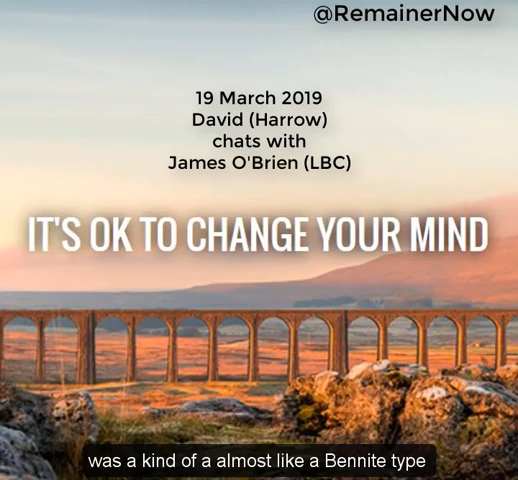 @RemainerNow
19 March 2019
David (Harrow)
chats with
James O'Brien (LBC)
IT'S OK TO CHANGE YOUR MIND
was a kind of a almost like a Bennite type